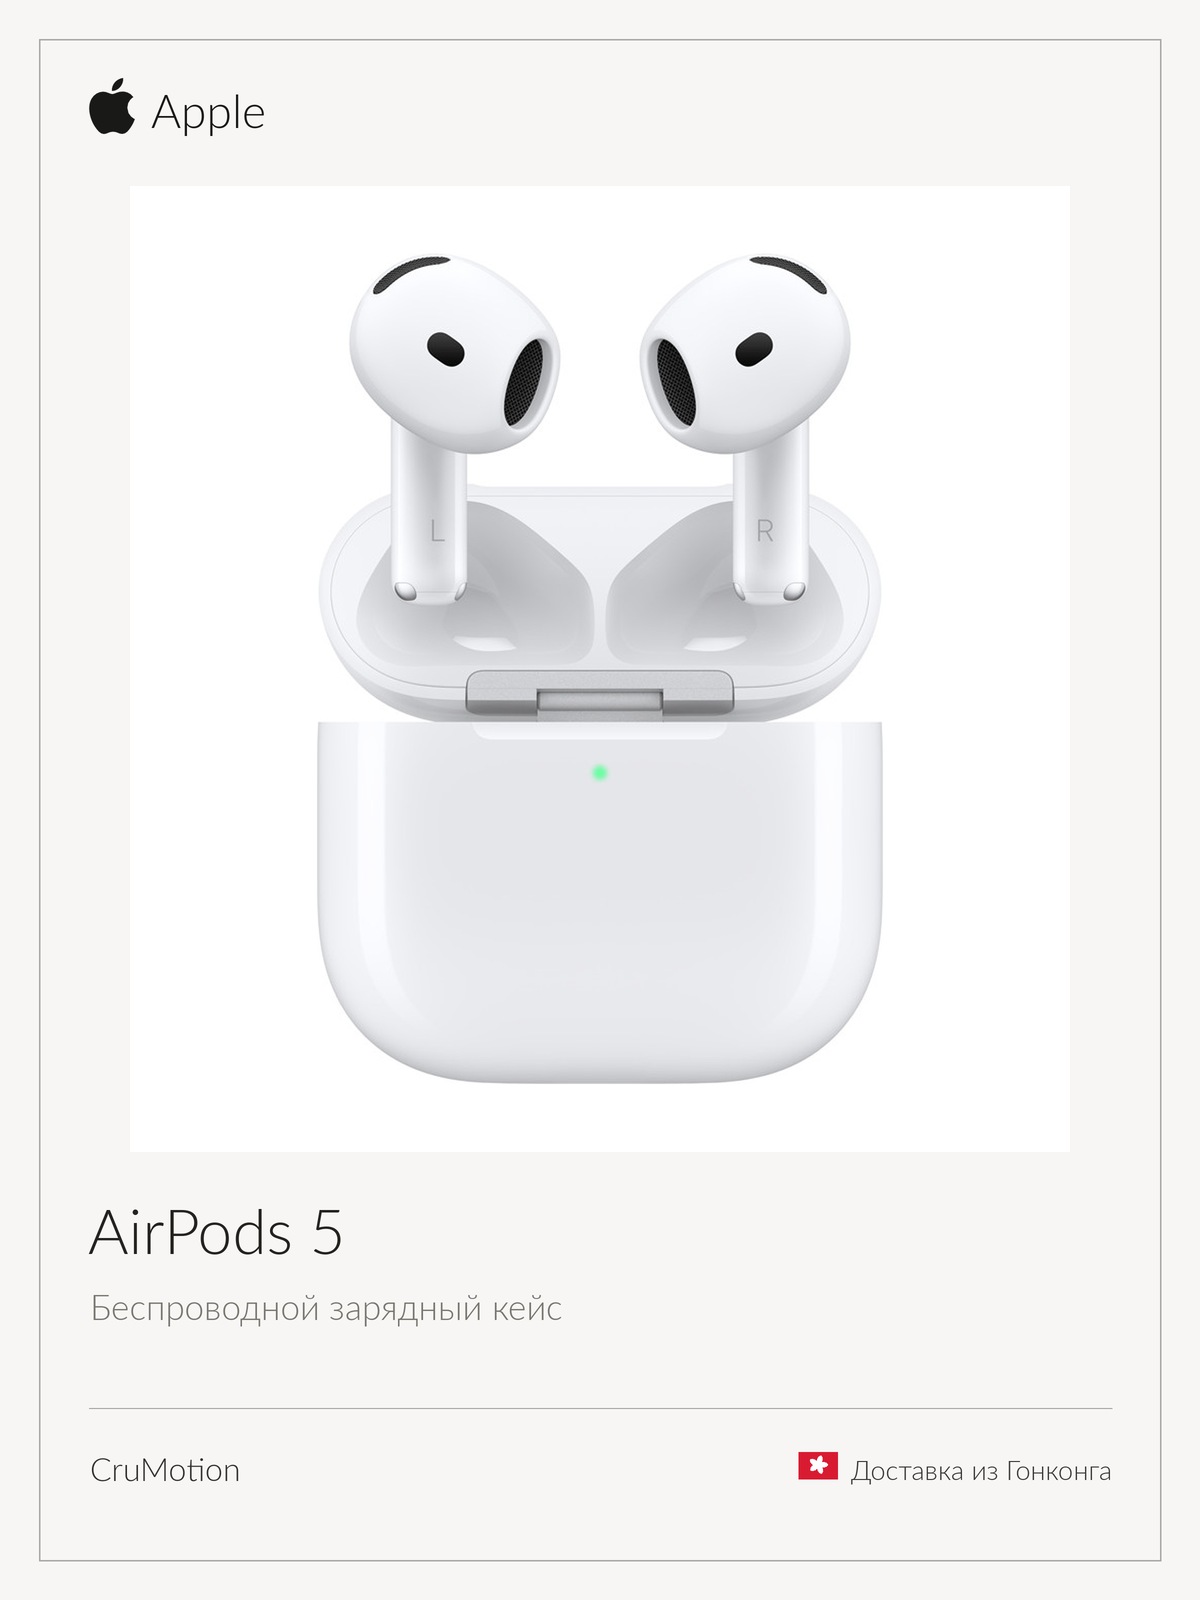 Apple
L
R
AirPods 5
Беспроводной зарядный кейс
CruMotion
Доставка из Гонконга